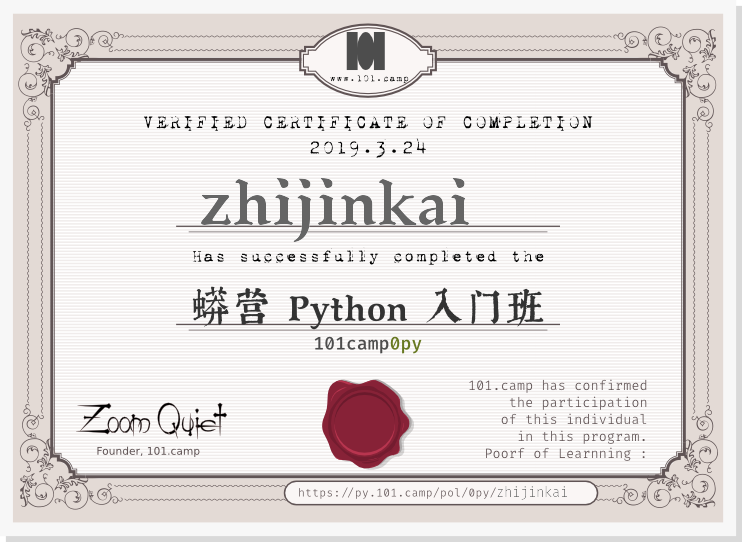 101
www.101.camp
VERIFIED CERTIFICATE OF COMPLETION
2019.3.24
zhijinkai
Has successfully completed the
蟒营 Python 入门班
101camp0py
Zoom Quiet
Founder, 101.camp
101.camp has confirmed
the participation
of this individual
in this program.
Poorf of Learnning :
https://py.101.camp/pol/0py/zhijinkai